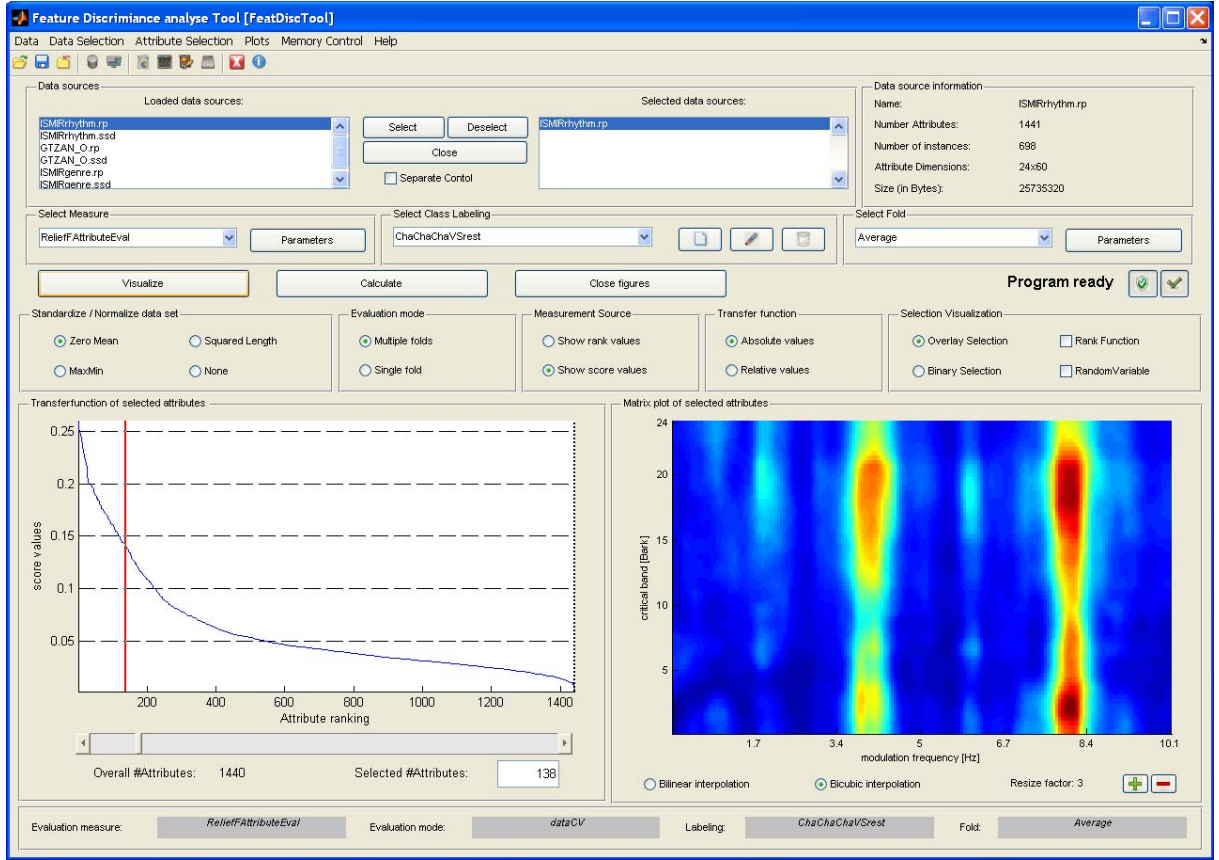 Feature Discrimiance analyse Tool [FeatDiscTool]
Data Data Selection Attribute Selection Plots Memory Control Help
Data sources
Loaded data sources:
ISMIRrhythm.rp
ISMIRrhythm.ssd
GTZAN_O.rp
GTZAN_O.ssd
ISMIRgenre.rp
ISMIRgenre.ssd
Select
Deselect
Close
Separate Contol
Selected data sources:
ISMIRrhythm.rp
Data source information
Name: ISMIRrhythm.rp
Number Attributes: 1441
Number of instances: 698
Attribute Dimensions: 24x60
Size (in Bytes): 25735320
Select Measure
ReliefFAttributeEval
Parameters
Select Class Labeling
ChaChaChaVSrest
Select Fold
Average
Parameters
Visualize
Calculate
Close figures
Program ready
Standardize / Normalize data set
Zero Mean
Squared Length
MaxMin
None
Evaluation mode
Multiple folds
Single fold
Measurement Source
Show rank values
Show score values
Transfer function
Absolute values
Relative values
Selection Visualization
Overlay Selection
Rank Function
Binary Selection
RandomVariable
Transferfunction of selected attributes
0.25
0.2
0.15
0.1
0.05
score values
200 400 600 800 1000 1200 1400
Attribute ranking
Overall #Attributes: 1440
Selected #Attributes: 138
Matrix plot of selected attributes
24
20
15
10
5
critical band [Bark]
1.7 3.4 5 6.7 8.4 10.1
modulation frequency [Hz]
Bilinear interpolation
Bicubic interpolation
Resize factor: 3
Evaluation measure: ReliefFAttributeEval
Evaluation mode: dataCV
Labeling: ChaChaChaVSrest
Fold: Average